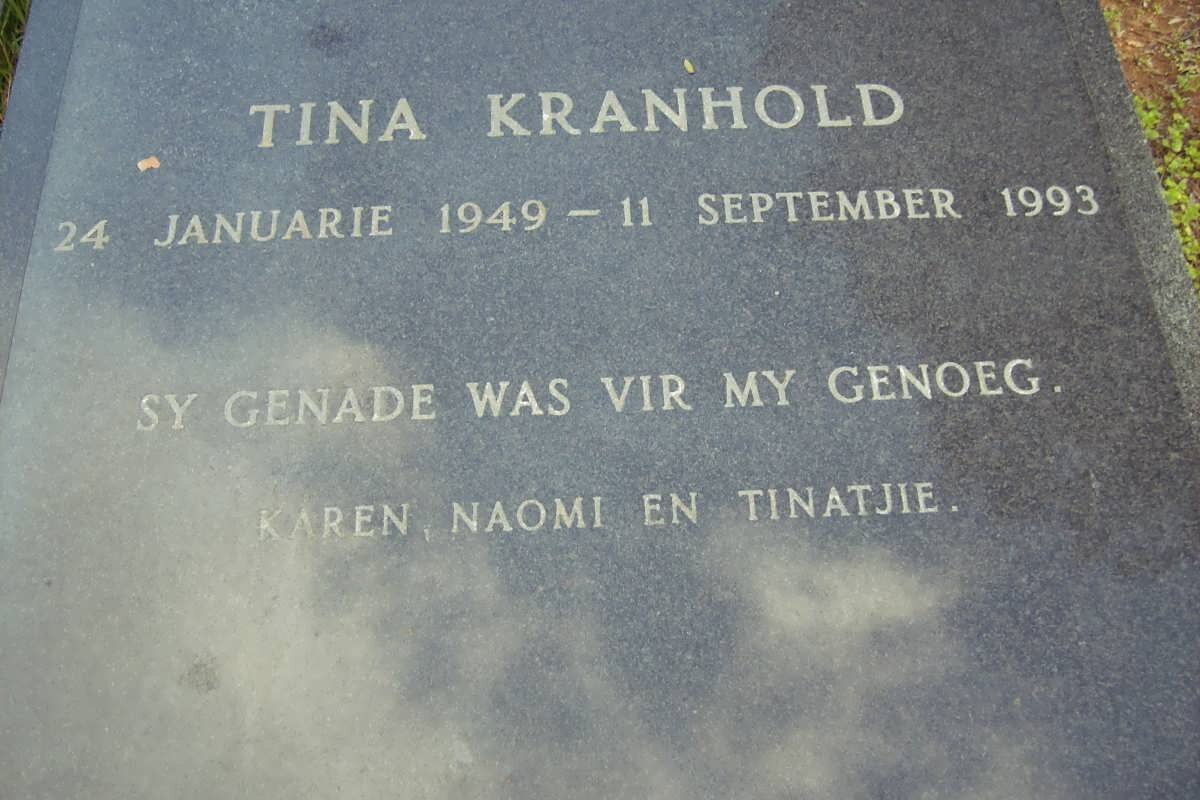 TINA KRANHOLD
24 JANUARIE 1949 – 11 SEPTEMBER 1993
SY GENADE WAS VIR MY GENOEG.
KAREN, NAOMI EN TINATJIE.